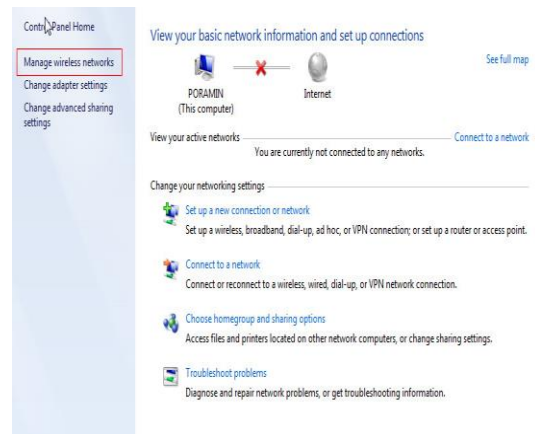 Control Panel Home
Manage wireless networks
Change adapter settings
Change advanced sharing
settings
View your basic network information and set up connections
See full map
PORAMIN
(This computer)
Internet
View your active networks
Connect to a network
You are currently not connected to any networks.
Change your networking settings
Set up a new connection or network
Set up a wireless, broadband, dial-up, ad hoc, or VPN connection; or set up a router or access point.
Connect to a network
Connect or reconnect to a wireless, wired, dial-up, or VPN network connection.
Choose homegroup and sharing options
Access files and printers located on other network computers, or change sharing settings.
Troubleshoot problems
Diagnose and repair network problems, or get troubleshooting information.